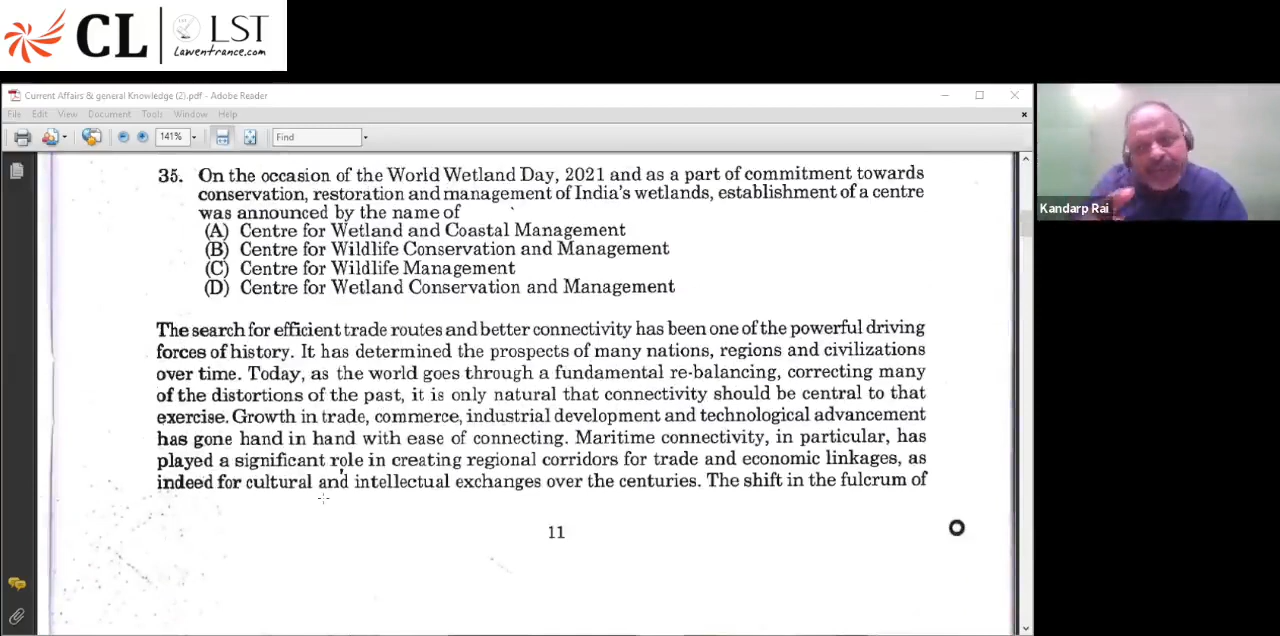 CL | LST
Lawentrance.com
Current Affairs & general Knowledge (2).pdf - Adobe Reader
File Edit View Document Tools Window Help
141% Find
35. On the occasion of the World Wetland Day, 2021 and as a part of commitment towards
conservation, restoration and management of India's wetlands, establishment of a centre
was announced by the name of
(A) Centre for Wetland and Coastal Management
(B) Centre for Wildlife Conservation and Management
(C) Centre for Wildlife Management
(D) Centre for Wetland Conservation and Management
The search for efficient trade routes and better connectivity has been one of the powerful driving
forces of history. It has determined the prospects of many nations, regions and civilizations
over time. Today, as the world goes through a fundamental re-balancing, correcting many
of the distortions of the past, it is only natural that connectivity should be central to that
exercise. Growth in trade, commerce, industrial development and technological advancement
has gone hand in hand with ease of connecting. Maritime connectivity, in particular, has
played a significant role in creating regional corridors for trade and economic linkages, as
indeed for cultural and intellectual exchanges over the centuries. The shift in the fulcrum of
11
Kandarp Rai